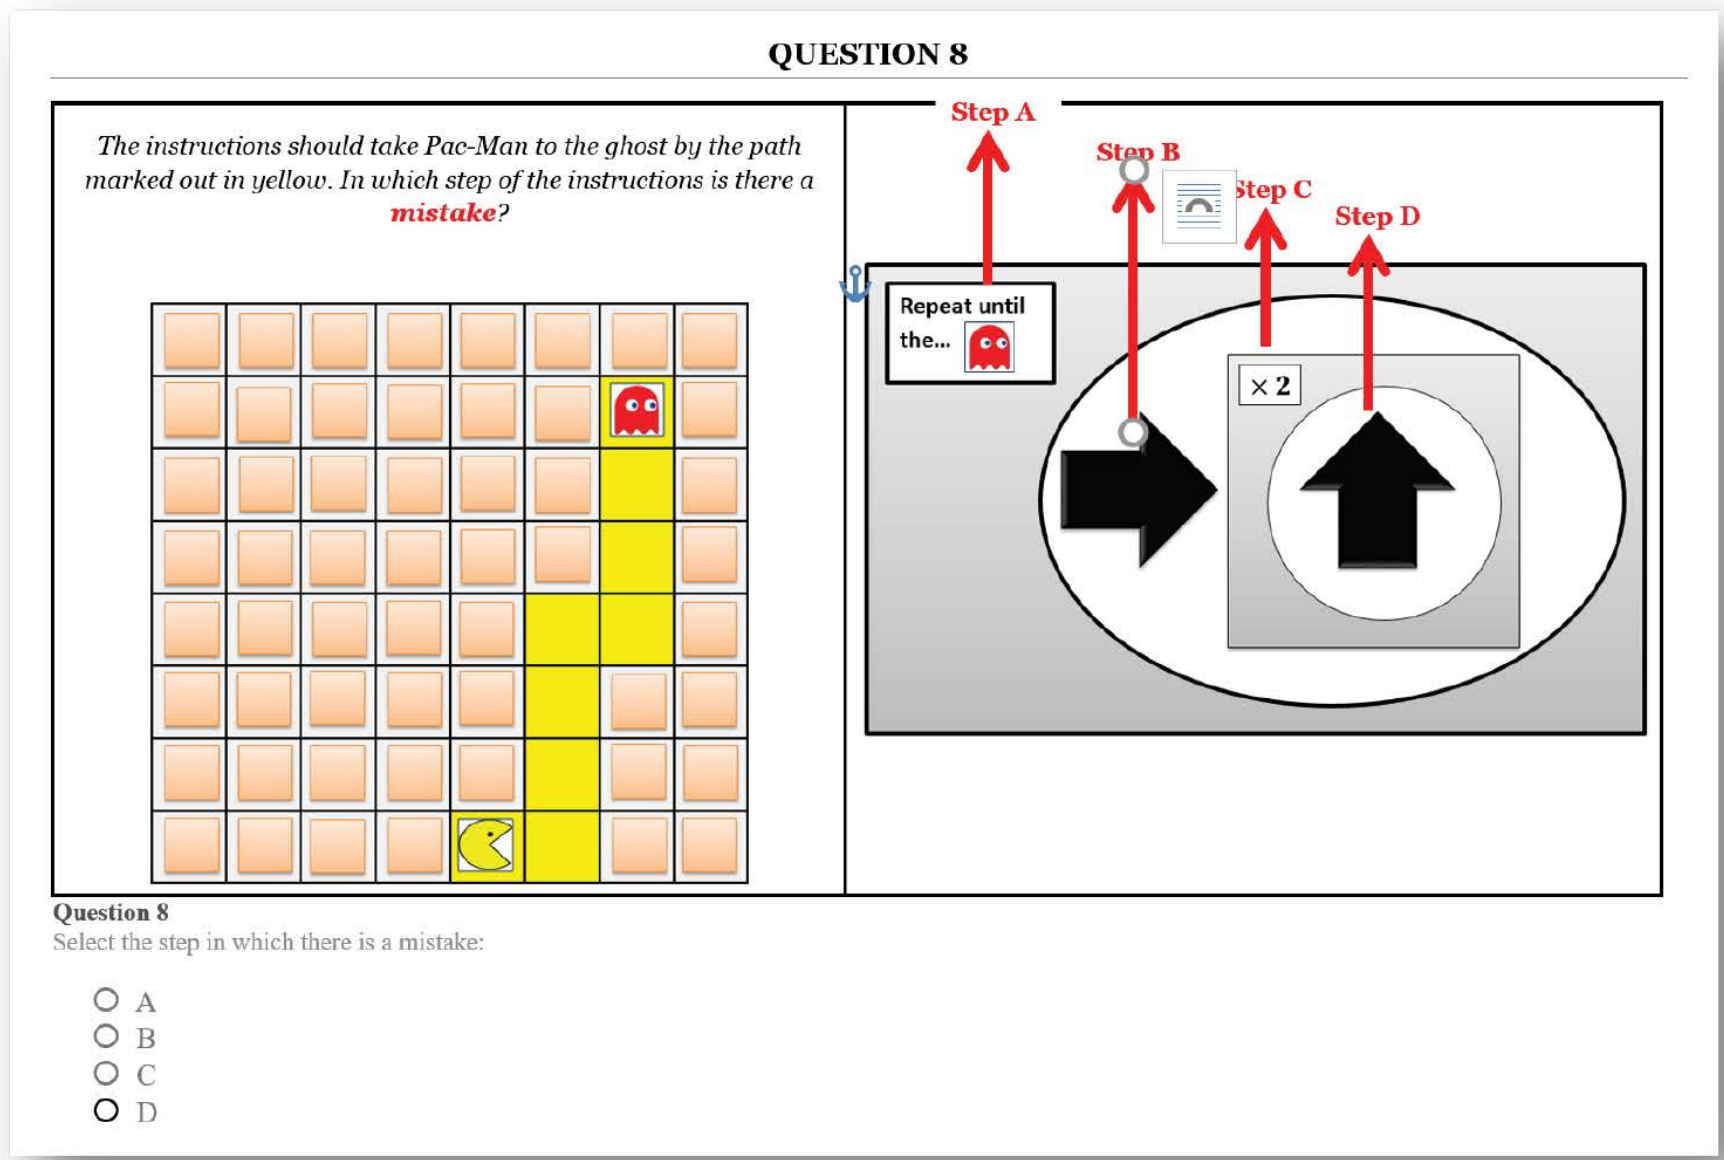 QUESTION 8
The instructions should take Pac-Man to the ghost by the path
marked out in yellow. In which step of the instructions is there a
mistake?
Step A
Step B
Step C
Step D
Repeat until
the...
× 2
Question 8
Select the step in which there is a mistake:
A
B
C
D